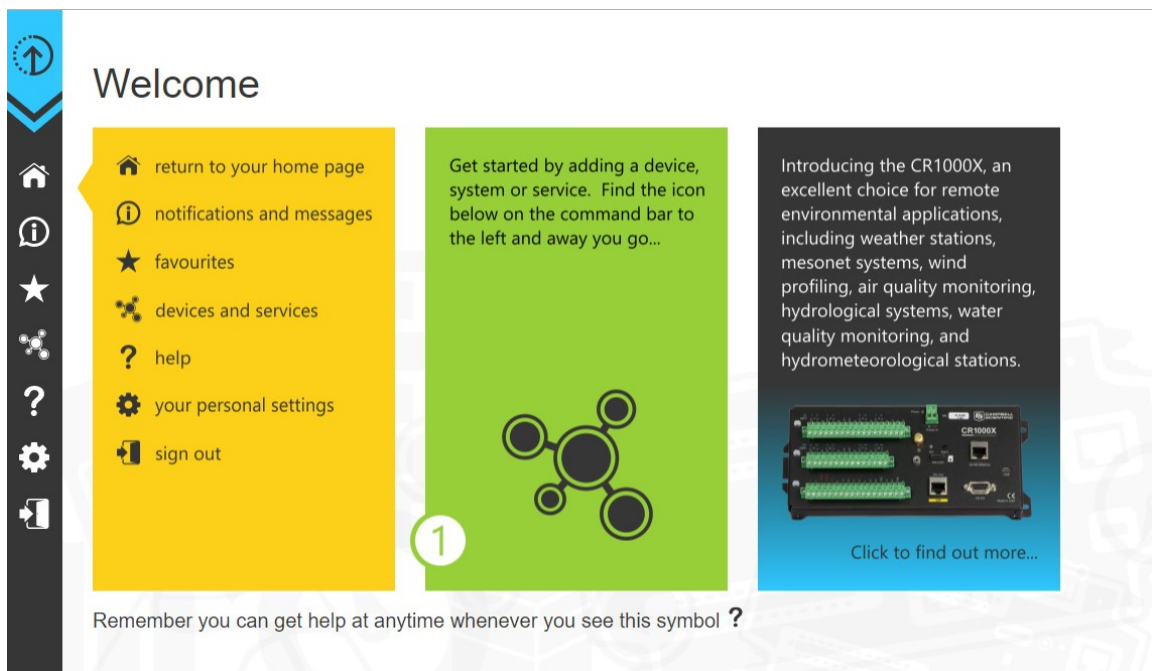 Welcome
return to your home page
notifications and messages
favourites
devices and services
? help
your personal settings
sign out
Get started by adding a device,
system or service. Find the icon
below on the command bar to
the left and away you go...
1
Introducing the CR1000X, an
excellent choice for remote
environmental applications,
including weather stations,
mesonet systems, wind
profiling, air quality monitoring,
hydrological systems, water
quality monitoring, and
hydrometeorological stations.
CAMPBELL
SCIENTIFIC
CR1000X
Click to find out more...
Remember you can get help at anytime whenever you see this symbol ?